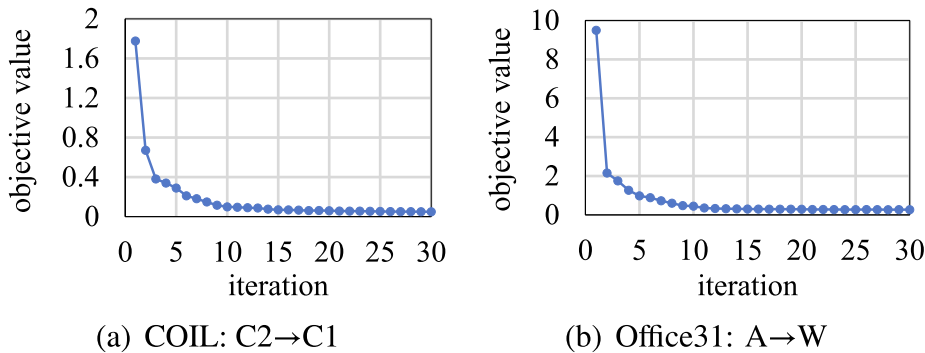 objective value
2
1.6
1.2
0.8
0.4
0
0 5 10 15 20 25 30
iteration
(a) COIL: C2→C1
objective value
10
8
6
4
2
0
0 5 10 15 20 25 30
iteration
(b) Office31: A→W